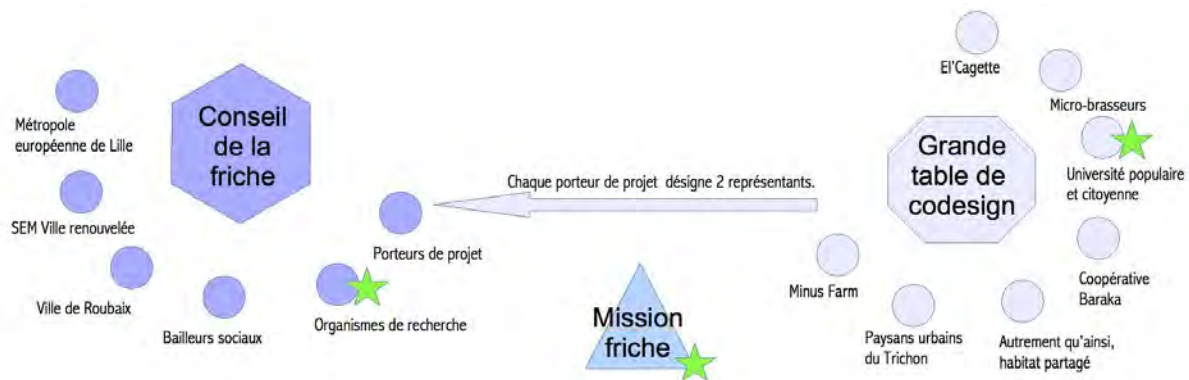 Métropole
européenne de Lille
SEM Ville renouvelée
Ville de Roubaix
Bailleurs sociaux
Organismes de recherche
Porteurs de projet
Conseil
de la
friche
Chaque porteur de projet désigne 2 représentants.
Mission
friche
Grande
table de
codesign
El'Cagette
Micro-brasseurs
Université populaire
et citoyenne
Coopérative
Baraka
Autrement qu'ainsi,
habitat partagé
Paysans urbains
du Trichon
Minus Farm